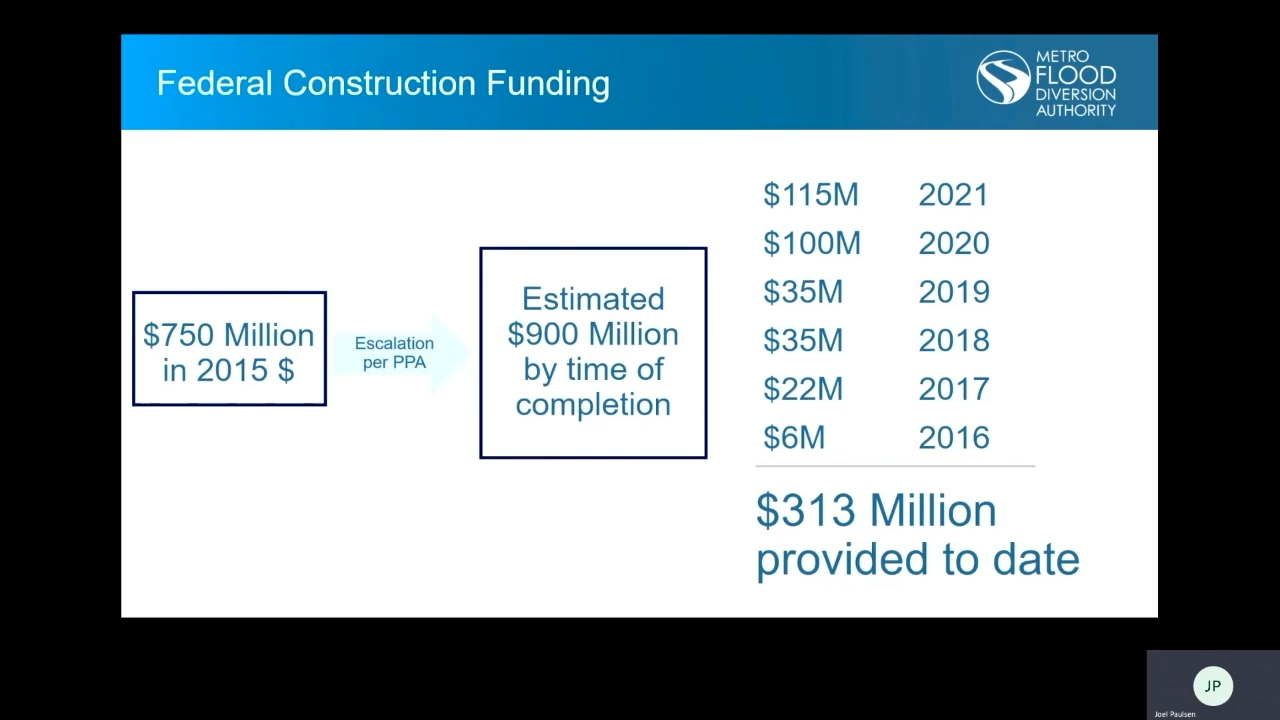 Federal Construction Funding
METRO
FLOOD
DIVERSION
AUTHORITY
$750 Million
in 2015 $
Escalation
per PPA
Estimated
$900 Million
by time of
completion
$115M 2021
$100M 2020
$35M 2019
$35M 2018
$22M 2017
$6M 2016
$313 Million
provided to date
JP
Joel Paulsen